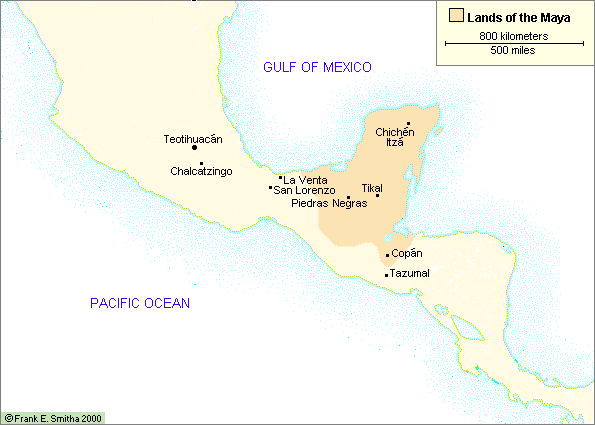 Lands of the Maya
800 kilometers
500 miles
GULF OF MEXICO
Chichén
Itzá
Teotihuacán
Chalcatzingo
La Venta
San Lorenzo
Tikal
Piedras Negras
Copán
Tazumal
PACIFIC OCEAN
© Frank E. Smitha 2000